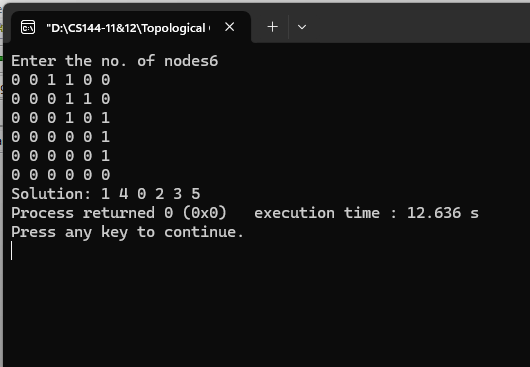 "D:\CS144-11&12\Topological
Enter the no. of nodes6
0 0 1 1 0 0
0 0 0 1 1 0
0 0 0 1 0 1
0 0 0 0 0 1
0 0 0 0 0 1
0 0 0 0 0 0
Solution: 1 4 0 2 3 5
Process returned 0 (0x0)   execution time : 12.636 s
Press any key to continue.